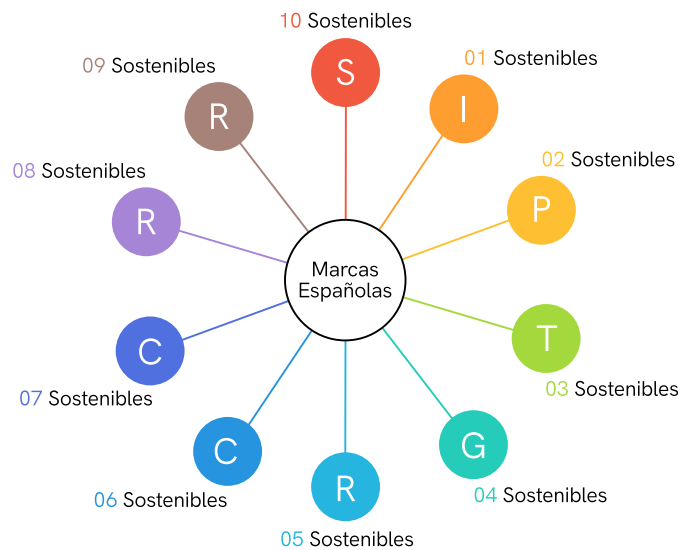 10 Sostenibles
S
01 Sostenibles
I
02 Sostenibles
P
03 Sostenibles
T
04 Sostenibles
G
05 Sostenibles
R
06 Sostenibles
C
07 Sostenibles
C
08 Sostenibles
R
09 Sostenibles
R
Marcas
Españolas